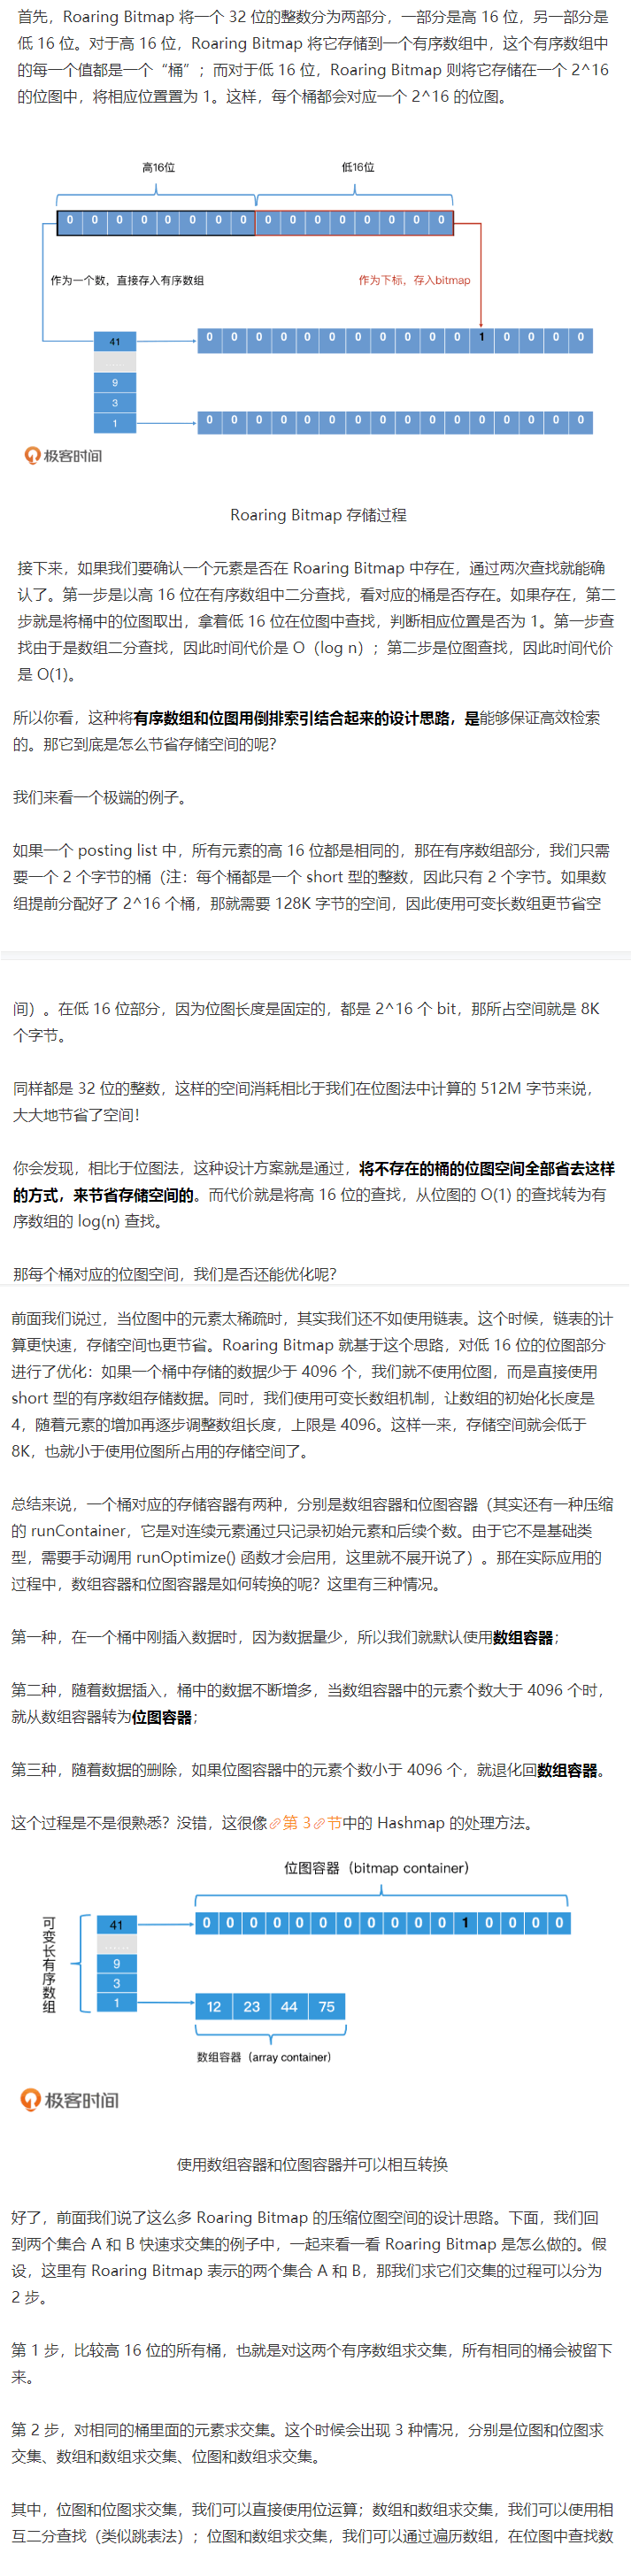 首先，Roaring Bitmap 将一个 32 位的整数分为两部分，一部分是高 16 位，另一部分是
低 16 位。对于高 16 位，Roaring Bitmap 将它存储到一个有序数组中，这个有序数组中
的每一个值都是一个“桶”；而对于低 16 位，Roaring Bitmap 则将它存储在一个 2^16
的位图中，将相应位置置为 1。这样，每个桶都会对应一个 2^16 的位图。
高16位 低16位
0 0 0 0 0 0 0 0 0 0 0 0 0 0 0 0
作为一个数，直接存入有序数组 作为下标，存入bitmap
41 0 0 0 0 0 0 0 0 0 0 0 1 0 0 0 0
9
3
1 0 0 0 0 0 0 0 0 0 0 0 0 0 0 0 0
极客时间
Roaring Bitmap 存储过程
接下来，如果我们要确认一个元素是否在 Roaring Bitmap 中存在，通过两次查找就能确
认了。第一步是以高 16 位在有序数组中二分查找，看对应的桶是否存在。如果存在，第二
步就是将桶中的位图取出，拿着低 16 位在位图中查找，判断相应位置是否为 1。第一步查
找由于是数组二分查找，因此时间代价是 O（log n）；第二步是位图查找，因此时间代价
是 O(1)。
所以你看，这种将有序数组和位图用倒排索引结合起来的设计思路，是能够保证高效检索
的。那它到底是怎么节省存储空间的呢？
我们来看一个极端的例子。
如果一个 posting list 中，所有元素的高 16 位都是相同的，那在有序数组部分，我们只需
要一个 2 个字节的桶（注：每个桶都是一个 short 型的整数，因此只有 2 个字节。如果数
组提前分配好了 2^16 个桶，那就需要 128K 字节的空间，因此使用可变长数组更节省空
间）。在低 16 位部分，因为位图长度是固定的，都是 2^16 个 bit，那所占空间就是 8K
个字节。
同样都是 32 位的整数，这样的空间消耗相比于我们在位图法中计算的 512M 字节来说，
大大地节省了空间！
你会发现，相比于位图法，这种设计方案就是通过，将不存在的桶的位图空间全部省去这样
的方式，来节省存储空间的。而代价就是将高 16 位的查找，从位图的 O(1) 的查找转为有
序数组的 log(n) 查找。
那每个桶对应的位图空间，我们是否还能优化呢？
前面我们说过，当位图中的元素太稀疏时，其实我们还不如使用链表。这个时候，链表的计
算更快速，存储空间也更节省。Roaring Bitmap 就基于这个思路，对低 16 位的位图部分
进行了优化：如果一个桶中存储的数据少于 4096 个，我们就不使用位图，而是直接使用
short 型的有序数组存储数据。同时，我们使用可变长数组机制，让数组的初始化长度是
4，随着元素的增加再逐步调整数组长度，上限是 4096。这样一来，存储空间就会低于
8K，也就小于使用位图所占用的存储空间了。
总结来说，一个桶对应的存储容器有两种，分别是数组容器和位图容器（其实还有一种压缩
的 runContainer，它是对连续元素通过只记录初始元素和后续个数。由于它不是基础类
型，需要手动调用 runOptimize() 函数才会启用，这里就不展开说了）。那在实际应用的
过程中，数组容器和位图容器是如何转换的呢？这里有三种情况。
第一种，在一个桶中刚插入数据时，因为数据量少，所以我们就默认使用数组容器；
第二种，随着数据插入，桶中的数据不断增多，当数组容器中的元素个数大于 4096 个时，
就从数组容器转为位图容器；
第三种，随着数据的删除，如果位图容器中的元素个数小于 4096 个，就退化回数组容器。
这个过程是不是很熟悉？没错，这很像第 3 节中的 Hashmap 的处理方法。
位图容器（bitmap container）
可变长有序数组
41 0 0 0 0 0 0 0 0 0 0 0 1 0 0 0 0
......
9
3
1 12 23 44 75
数组容器（array container）
极客时间
使用数组容器和位图容器并可以相互转换
好了，前面我们说了这么多 Roaring Bitmap 的压缩位图空间的设计思路。下面，我们回
到两个集合 A 和 B 快速求交集的例子中，一起来看一看 Roaring Bitmap 是怎么做的。假
设，这里有 Roaring Bitmap 表示的两个集合 A 和 B，那我们求它们交集的过程可以分为
2 步。
第 1 步，比较高 16 位的所有桶，也就是对这两个有序数组求交集，所有相同的桶会被留下
来。
第 2 步，对相同的桶里面的元素求交集。这个时候会出现 3 种情况，分别是位图和位图求
交集、数组和数组求交集、位图和数组求交集。
其中，位图和位图求交集，我们可以直接使用位运算；数组和数组求交集，我们可以使用相
互二分查找（类似跳表法）；位图和数组求交集，我们可以通过遍历数组，在位图中查找数